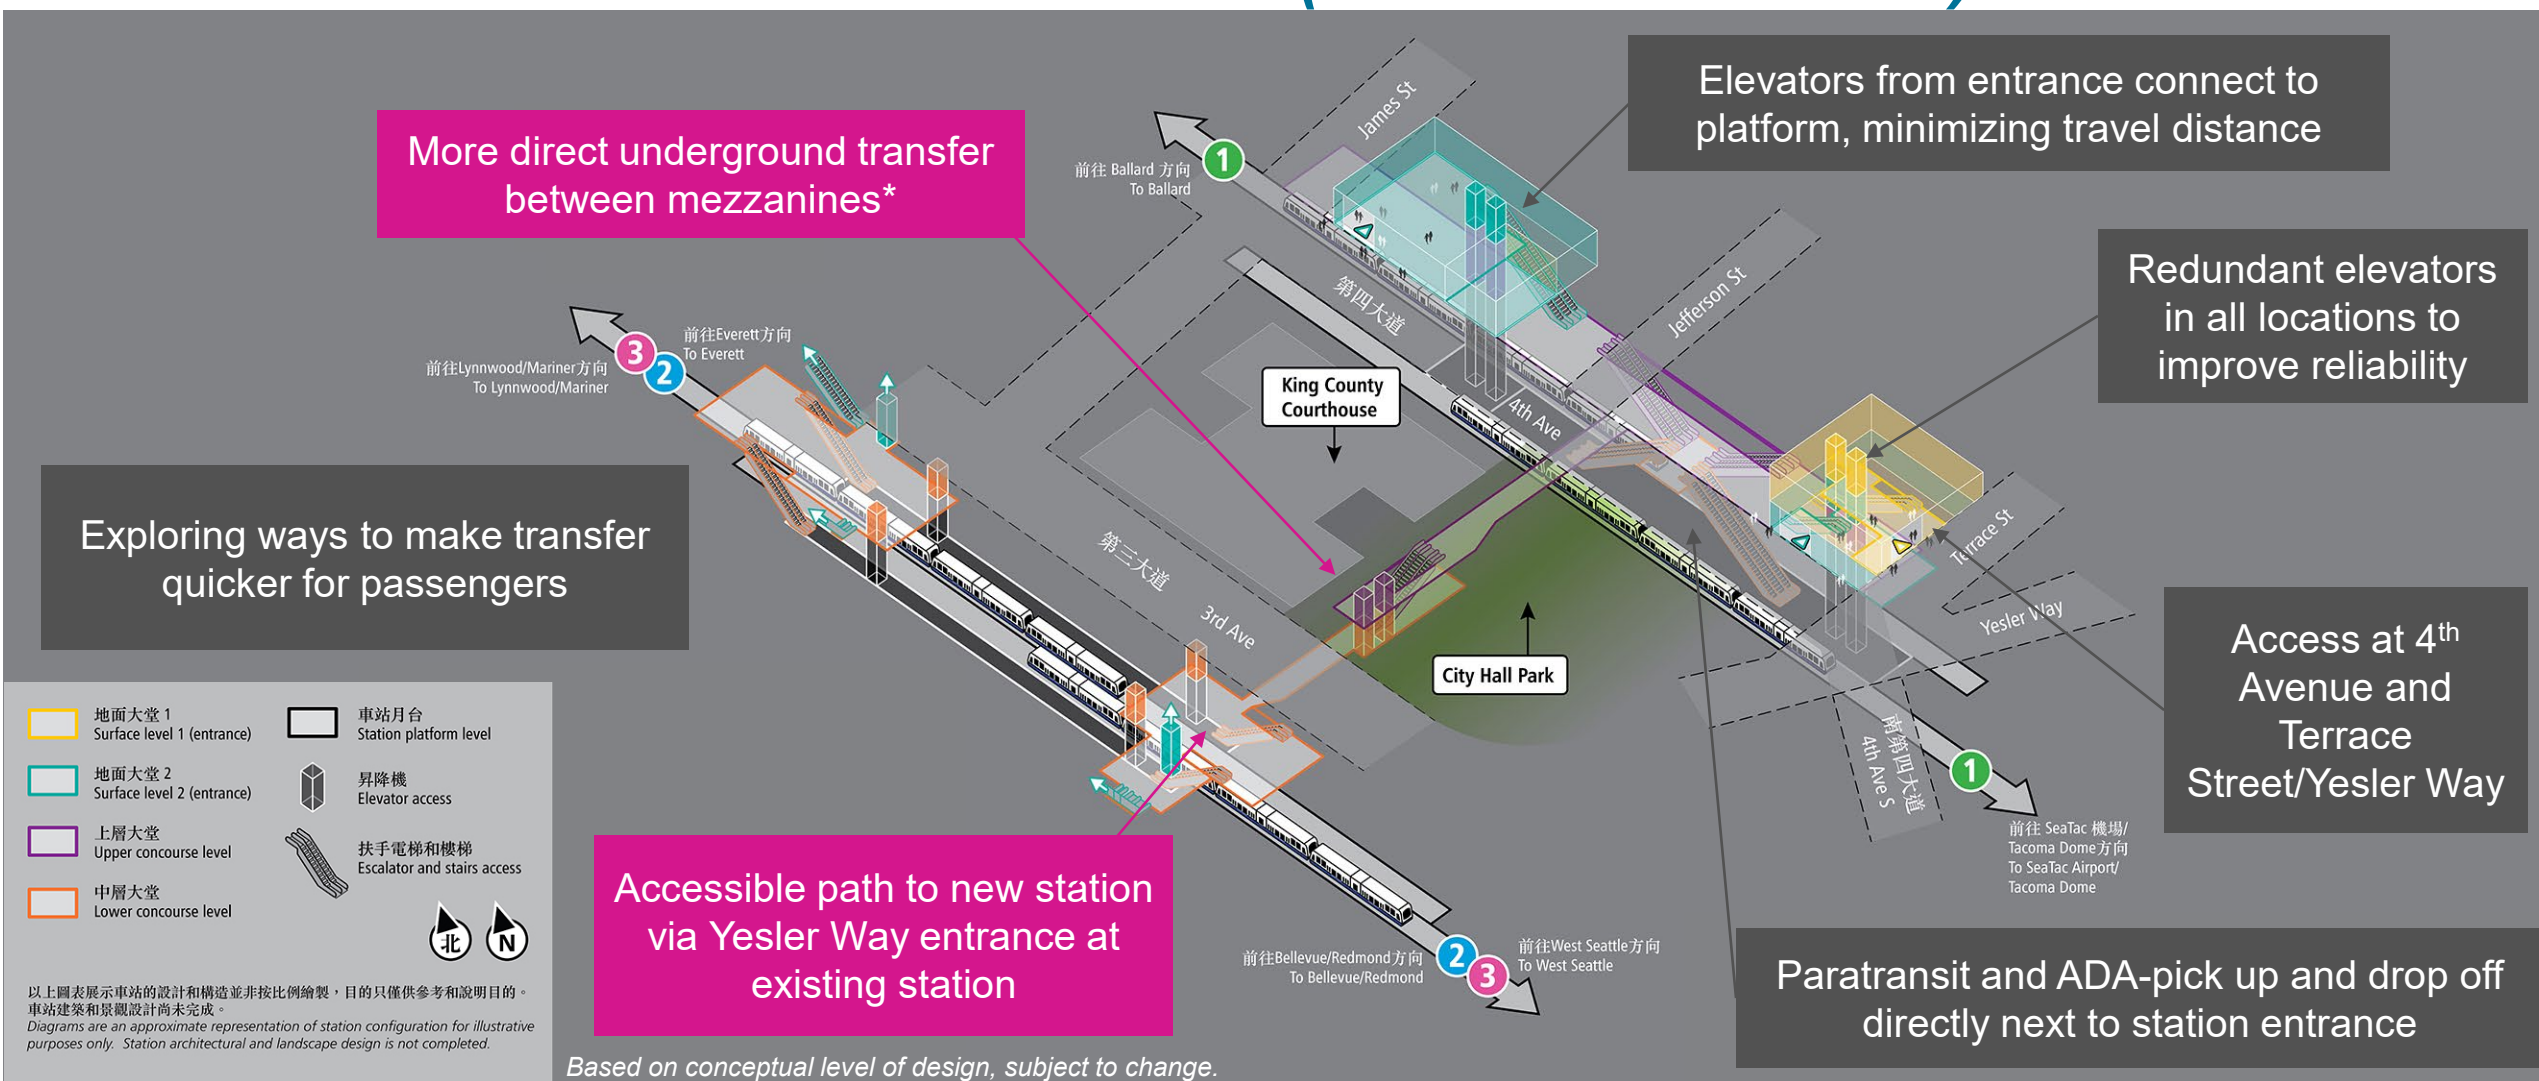 James St
Elevators from entrance connect to
platform, minimizing travel distance
More direct underground transfer
between mezzanines*
1
前往 Ballard 方向
To Ballard
Redundant elevators
in all locations to
improve reliability
第四大道
Jefferson St
3
2
前往Everett方向
To Everett
前往Lynnwood/Mariner方向
To Lynnwood/Mariner
King County
Courthouse
4th Ave
Exploring ways to make transfer
quicker for passengers
第三大道
3rd Ave
Terrace St
Yesler Way
City Hall Park
Access at 4th
Avenue and
Terrace
Street/Yesler Way
南第四大道
4th Ave S
1
前往 SeaTac 機場/
Tacoma Dome方向
To SeaTac Airport/
Tacoma Dome
地面大堂 1
Surface level 1 (entrance)
地面大堂 2
Surface level 2 (entrance)
上層大堂
Upper concourse level
中層大堂
Lower concourse level
車站月台
Station platform level
昇降機
Elevator access
扶手電梯和樓梯
Escalator and stairs access
北
N
以上圖表展示車站的設計和構造並非按比例繪製，目的只僅供參考和說明目的。
車站建築和景觀設計尚未完成。
Diagrams are an approximate representation of station configuration for illustrative
purposes only. Station architectural and landscape design is not completed.
Accessible path to new station
via Yesler Way entrance at
existing station
前往Bellevue/Redmond方向
To Bellevue/Redmond
2
3
前往West Seattle方向
To West Seattle
Paratransit and ADA-pick up and drop off
directly next to station entrance
Based on conceptual level of design, subject to change.